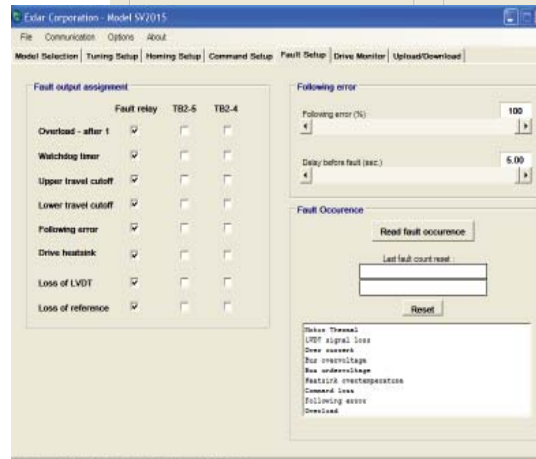 Exlar Corporation - Model SV2015
File Communication Options About
Model Selection Tuning Setup Homing Setup Command Setup Fault Setup Drive Monitor Upload/Download
Fault output assignment
Fault relay TB2-5 TB2-4
Overload - after 1
Watchdog timer
Upper travel cutoff
Lower travel cutoff
Following error
Drive heatsink
Loss of LVDT
Loss of reference
Following error
Following error (%) 100
Delay before fault (sec.) 5.00
Fault Occurence
Read fault occurence
Last fault count reset :
Reset
Motor Thermal
LVDT signal loss
Over current
Bus overvoltage
Bus undervoltage
Heatsink overtemperature
Command loss
Following error
Overload